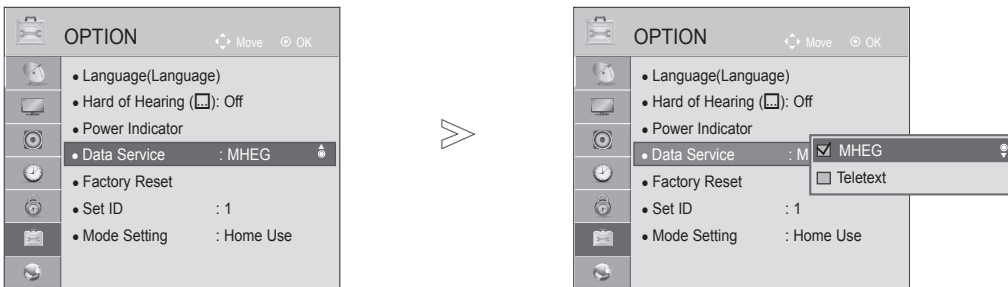 OPTION
Move OK
• Language(Language)
• Hard of Hearing (...): Off
• Power Indicator
• Data Service : MHEG
• Factory Reset
• Set ID : 1
• Mode Setting : Home Use
OPTION
Move OK
• Language(Language)
• Hard of Hearing (...): Off
• Power Indicator
• Data Service : M
MHEG
Teletext
• Factory Reset
• Set ID : 1
• Mode Setting : Home Use